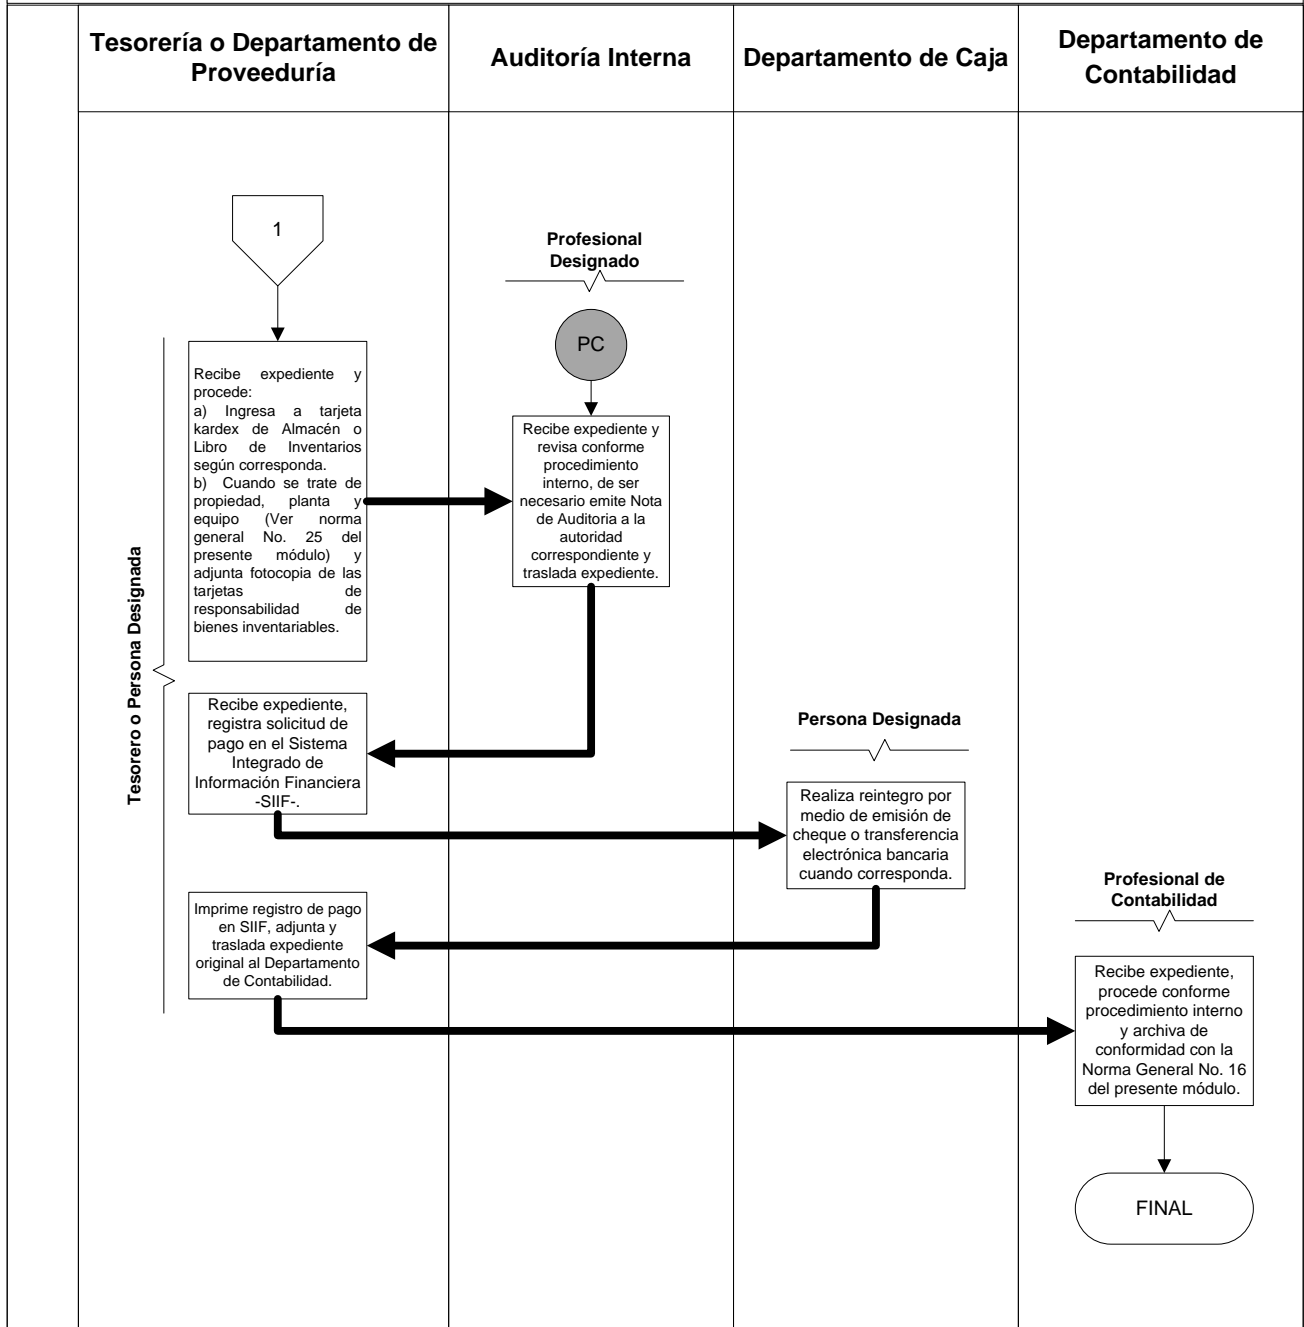 Tesorería o Departamento de
Proveeduría
Auditoría Interna
Departamento de Caja
Departamento de
Contabilidad
1
Tesorero o Persona Designada
Recibe expediente y
procede:
a) Ingresa a tarjeta
kardex de Almacén o
Libro de Inventarios
según corresponda.
b) Cuando se trate de
propiedad, planta y
equipo (Ver norma
general No. 25 del
presente módulo) y
adjunta fotocopia de las
tarjetas de
responsabilidad de
bienes inventariables.
Profesional
Designado
PC
Recibe expediente y
revisa conforme
procedimiento
interno, de ser
necesario emite Nota
de Auditoria a la
autoridad
correspondiente y
traslada expediente.
Recibe expediente,
registra solicitud de
pago en el Sistema
Integrado de
Información Financiera
-SIIF-.
Persona Designada
Realiza reintegro por
medio de emisión de
cheque o transferencia
electrónica bancaria
cuando corresponda.
Imprime registro de pago
en SIIF, adjunta y
traslada expediente
original al Departamento
de Contabilidad.
Profesional de
Contabilidad
Recibe expediente,
procede conforme
procedimiento interno
y archiva de
conformidad con la
Norma General No. 16
del presente módulo.
FINAL